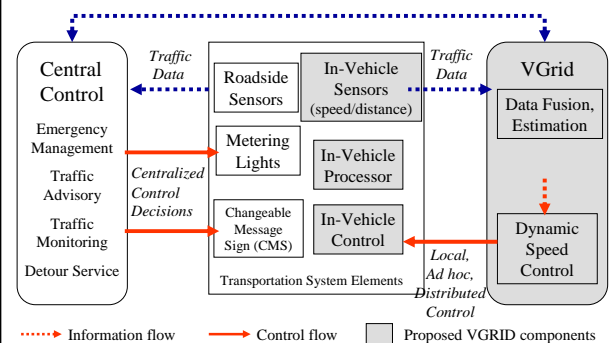 Central
Control
Emergency
Management
Traffic
Advisory
Traffic
Monitoring
Detour Service
Traffic
Data
Centralized
Control
Decisions
Roadside
Sensors
In-Vehicle
Sensors
(speed/distance)
Metering
Lights
In-Vehicle
Processor
Changeable
Message
Sign (CMS)
In-Vehicle
Control
Transportation System Elements
Traffic
Data
Local,
Ad hoc,
Distributed
Control
VGrid
Data Fusion,
Estimation
Dynamic
Speed
Control
Information flow
Control flow
Proposed VGRID components